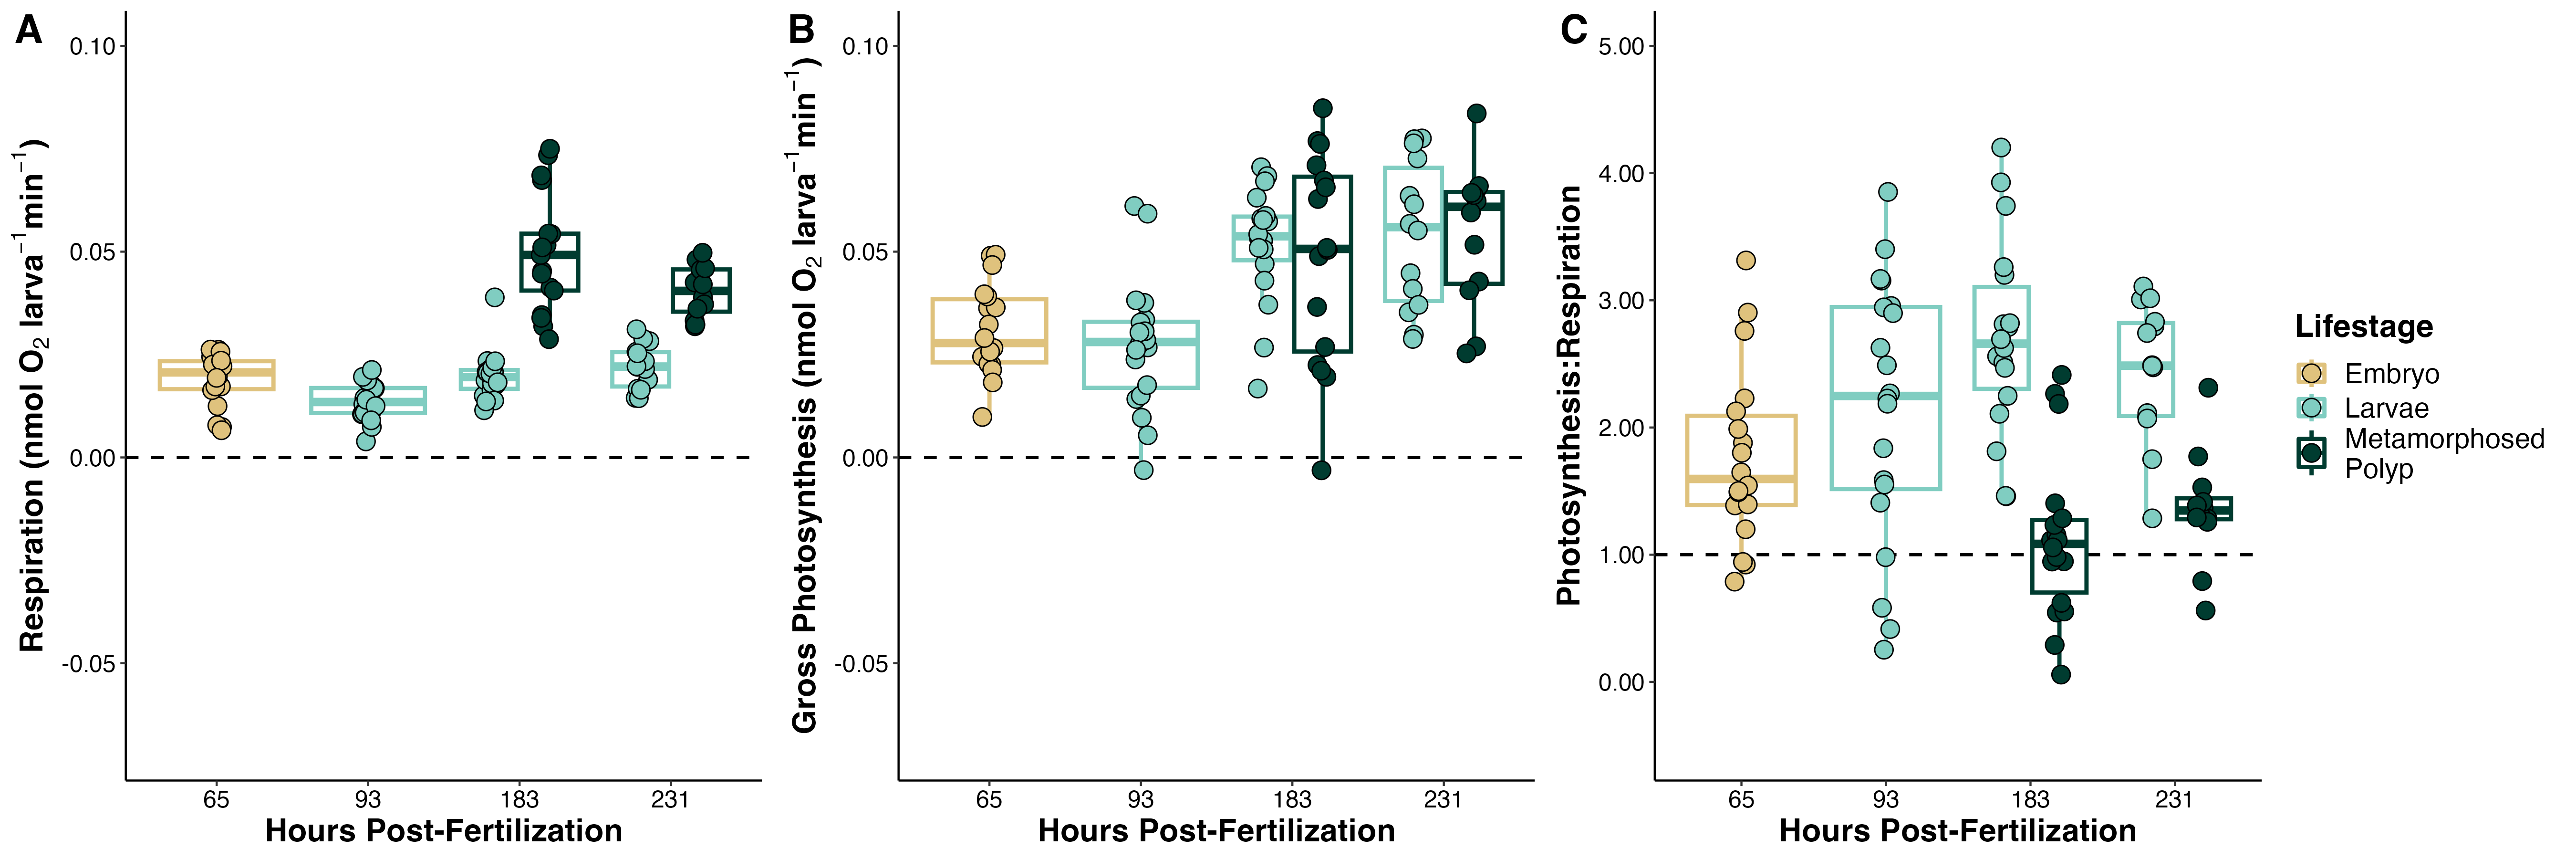 A
Respiration (nmol O₂ larva⁻¹min⁻¹)
0.10
0.05
0.00
-0.05
65 93 183 231
Hours Post-Fertilization
B
Gross Photosynthesis (nmol O₂ larva⁻¹min⁻¹)
0.10
0.05
0.00
-0.05
65 93 183 231
Hours Post-Fertilization
C
Photosynthesis:Respiration
5.00
4.00
3.00
2.00
1.00
0.00
65 93 183 231
Hours Post-Fertilization
Lifestage
Embryo
Larvae
Metamorphosed
Polyp